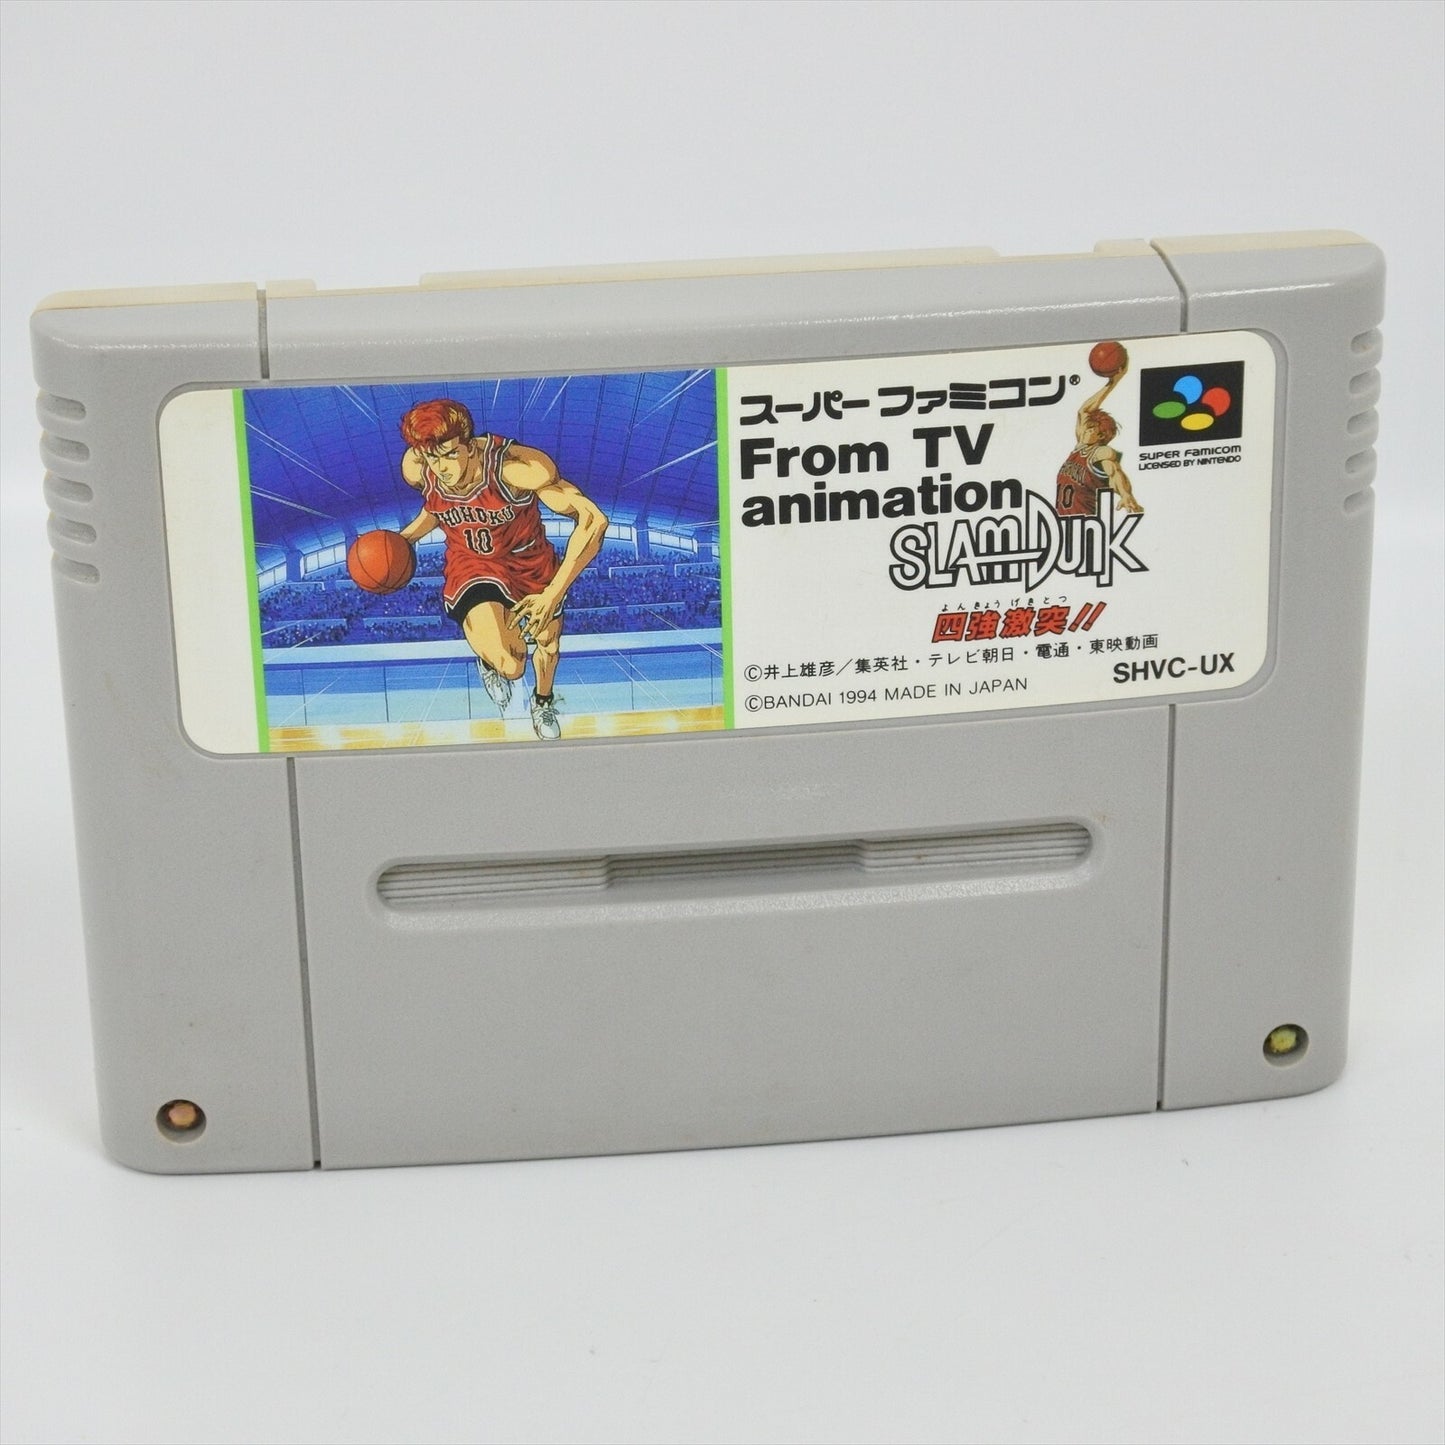 スーパーファミコン®
From TV
animation
SLAMDUNK
よんきょうげきとつ
四強激突!!
©井上雄彦/集英社・テレビ朝日・電通・東映動画
©BANDAI 1994 MADE IN JAPAN
SHVC-UX
SUPER FAMICOM
LICENSED BY NINTENDO
SHOHOKU
10
10